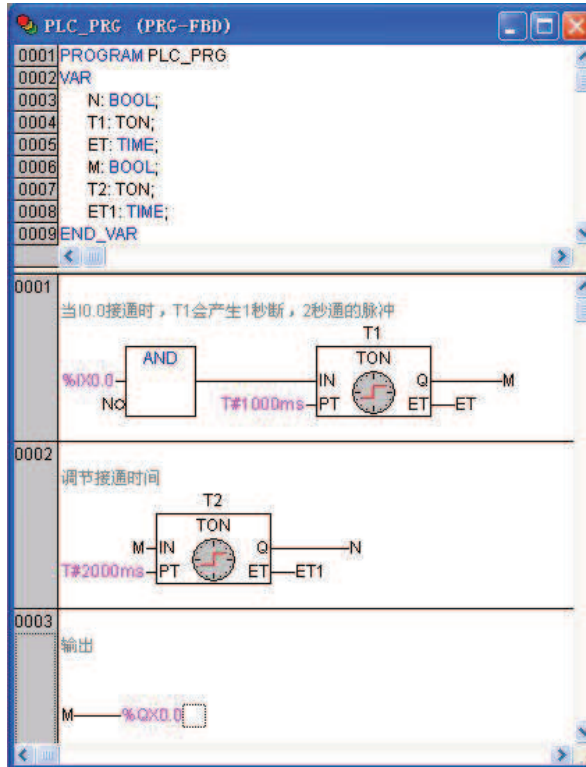 PLC_PRG (PRG-FBD)
0001 PROGRAM PLC_PRG
0002 VAR
0003 N: BOOL;
0004 T1: TON;
0005 ET: TIME;
0006 M: BOOL;
0007 T2: TON;
0008 ET1: TIME;
0009 END_VAR
0001
当I0.0接通时，T1会产生1秒断，2秒通的脉冲
T1
AND TON
%IX0.0 IN Q M
N T#1000ms PT ET ET
0002
调节接通时间
T2
TON
M IN Q N
T#2000ms PT ET ET1
0003
输出
M %QX0.0